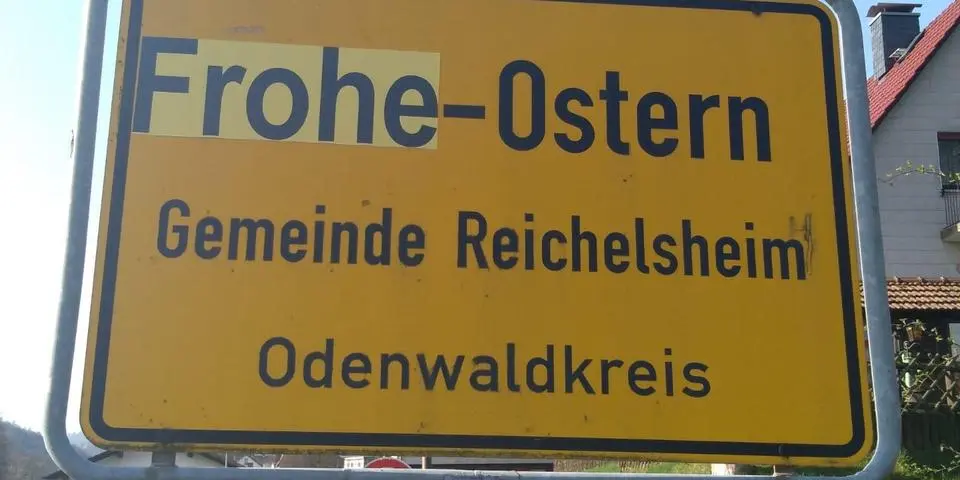 Frohe-Ostern
Gemeinde Reichelsheim
Odenwaldkreis